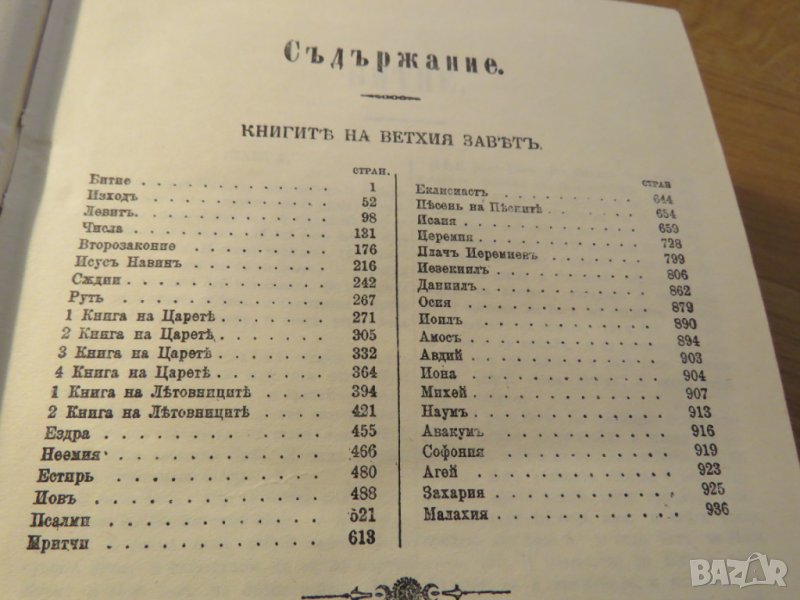 Съдържание.
КНИГИТѢ НА ВЕТХИЯ ЗАВѢТЪ.
СТРАН.
Битие . . . . . . . . . . . 1
Изходъ . . . . . . . . . . . 52
Левитъ. . . . . . . . . . . 98
Числа . . . . . . . . . . . 131
Второзаконие . . . . . . . . 176
Исусъ Навинъ . . . . . . . . 216
Сѫдии . . . . . . . . . . . 242
Руть . . . . . . . . . . . 267
1 Книга на Царетѣ . . . . . . 271
2 Книга на Царетѣ . . . . . . 305
3 Книга на Царетѣ . . . . . . 332
4 Книга на Царетѣ . . . . . . 364
1 Книга на Лѣтовницитѣ . . . . 394
2 Книга на Лѣтовницитѣ . . . . 421
Ездра . . . . . . . . . . . 455
Неемия . . . . . . . . . . . 466
Естирь . . . . . . . . . . . 480
Иовъ . . . . . . . . . . . 488
Псалми . . . . . . . . . . . 521
Притчи . . . . . . . . . . . 613
СТРАН
Еклисиастъ . . . . . . . . . 644
Пѣсень на Пѣснитѣ . . . . . . 654
Исаия . . . . . . . . . . . 659
Иеремия . . . . . . . . . . 728
Плачъ Иеремиевъ . . . . . . . 799
Иезекиилъ . . . . . . . . . 806
Даниилъ . . . . . . . . . . 862
Осия . . . . . . . . . . . 879
Иоилъ . . . . . . . . . . . 890
Амосъ . . . . . . . . . . . 894
Авдий . . . . . . . . . . . 903
Иона . . . . . . . . . . . 904
Михей . . . . . . . . . . . 907
Наумъ . . . . . . . . . . . 913
Авакумъ . . . . . . . . . . 916
Софония . . . . . . . . . . 919
Агей . . . . . . . . . . . 923
Захария . . . . . . . . . . 925
Малахия . . . . . . . . . . 936
BAZAR